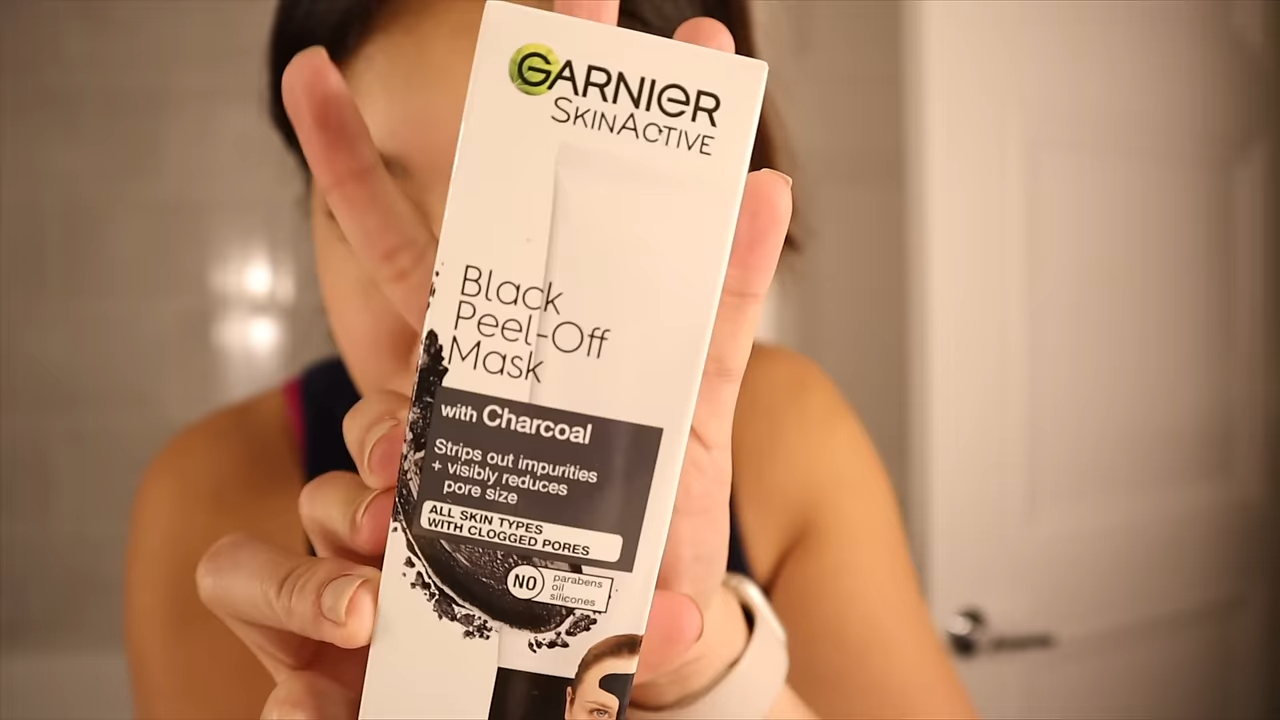 GARNIER
SKINACTIVE
Black
Peel-Off
Mask
with Charcoal
Strips out impurities
+ visibly reduces
pore size
ALL SKIN TYPES
WITH CLOGGED PORES
NO
parabens
oil
silicones